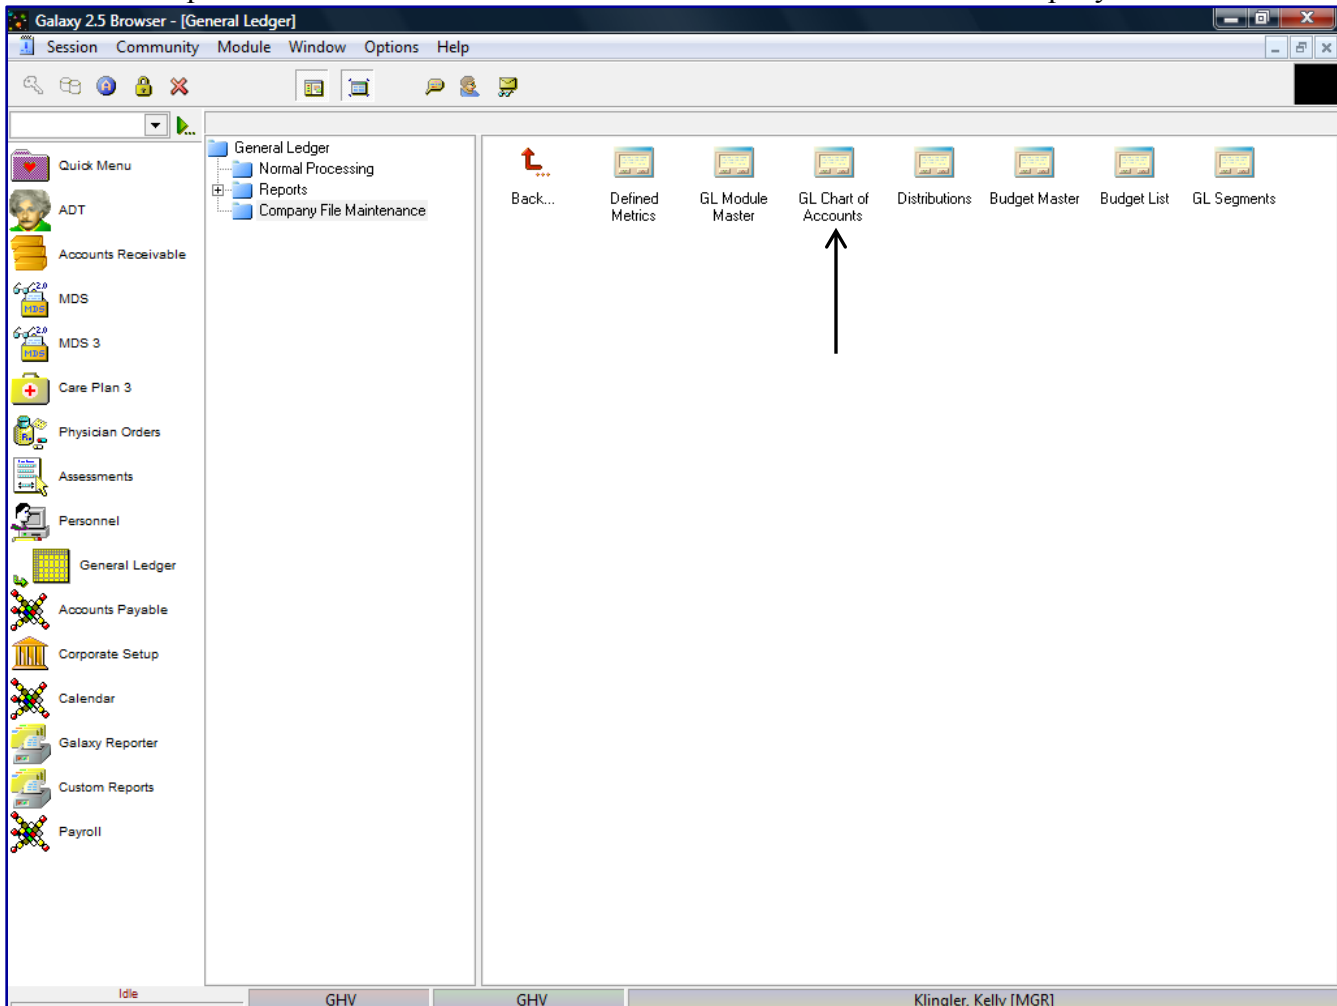 Galaxy 2.5 Browser - [General Ledger]
Session Community Module Window Options Help
Quick Menu
ADT
Accounts Receivable
MDS
MDS 3
Care Plan 3
Physician Orders
Assessments
Personnel
General Ledger
Accounts Payable
Corporate Setup
Calendar
Galaxy Reporter
Custom Reports
Payroll
General Ledger
Normal Processing
Reports
Company File Maintenance
Back...
Defined
Metrics
GL Module
Master
GL Chart of
Accounts
Distributions
Budget Master
Budget List
GL Segments
Idle
GHV
GHV
Klingler, Kelly [MGR]